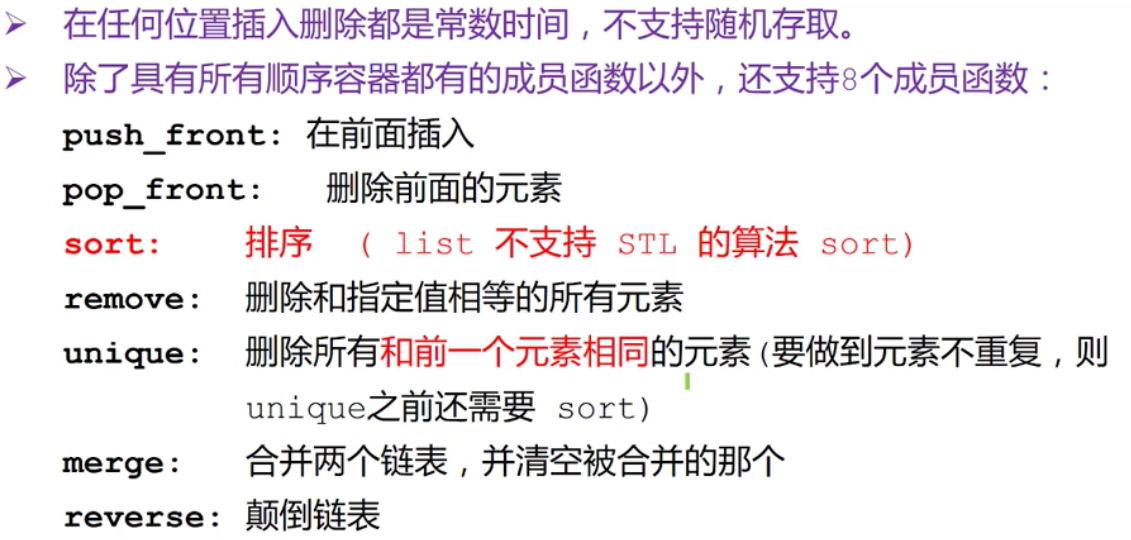 ➢ 在任何位置插入删除都是常数时间，不支持随机存取。
➢ 除了具有所有顺序容器都有的成员函数以外，还支持8个成员函数：
push_front: 在前面插入
pop_front: 删除前面的元素
sort: 排序 ( list 不支持 STL 的算法 sort)
remove: 删除和指定值相等的所有元素
unique: 删除所有和前一个元素相同的元素(要做到元素不重复，则
unique之前还需要 sort)
merge: 合并两个链表，并清空被合并的那个
reverse: 颠倒链表